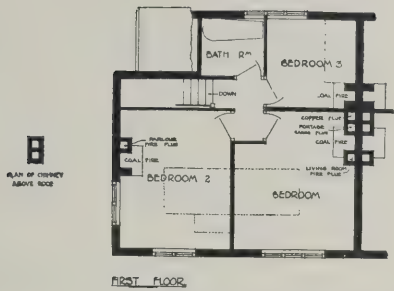 BATH RM
BEDROOM 3
DOWN
COAL FIRE
COPPER FLUE
PORTABLE
RANGE FLUE
COAL FIRE
PARLOUR
FIRE FLUE
COAL FIRE
LIVING ROOM
FIRE FLUE
PLAN OF CHIMNEY
ABOVE ROOF
BEDROOM 2
BEDROOM
FIRST FLOOR